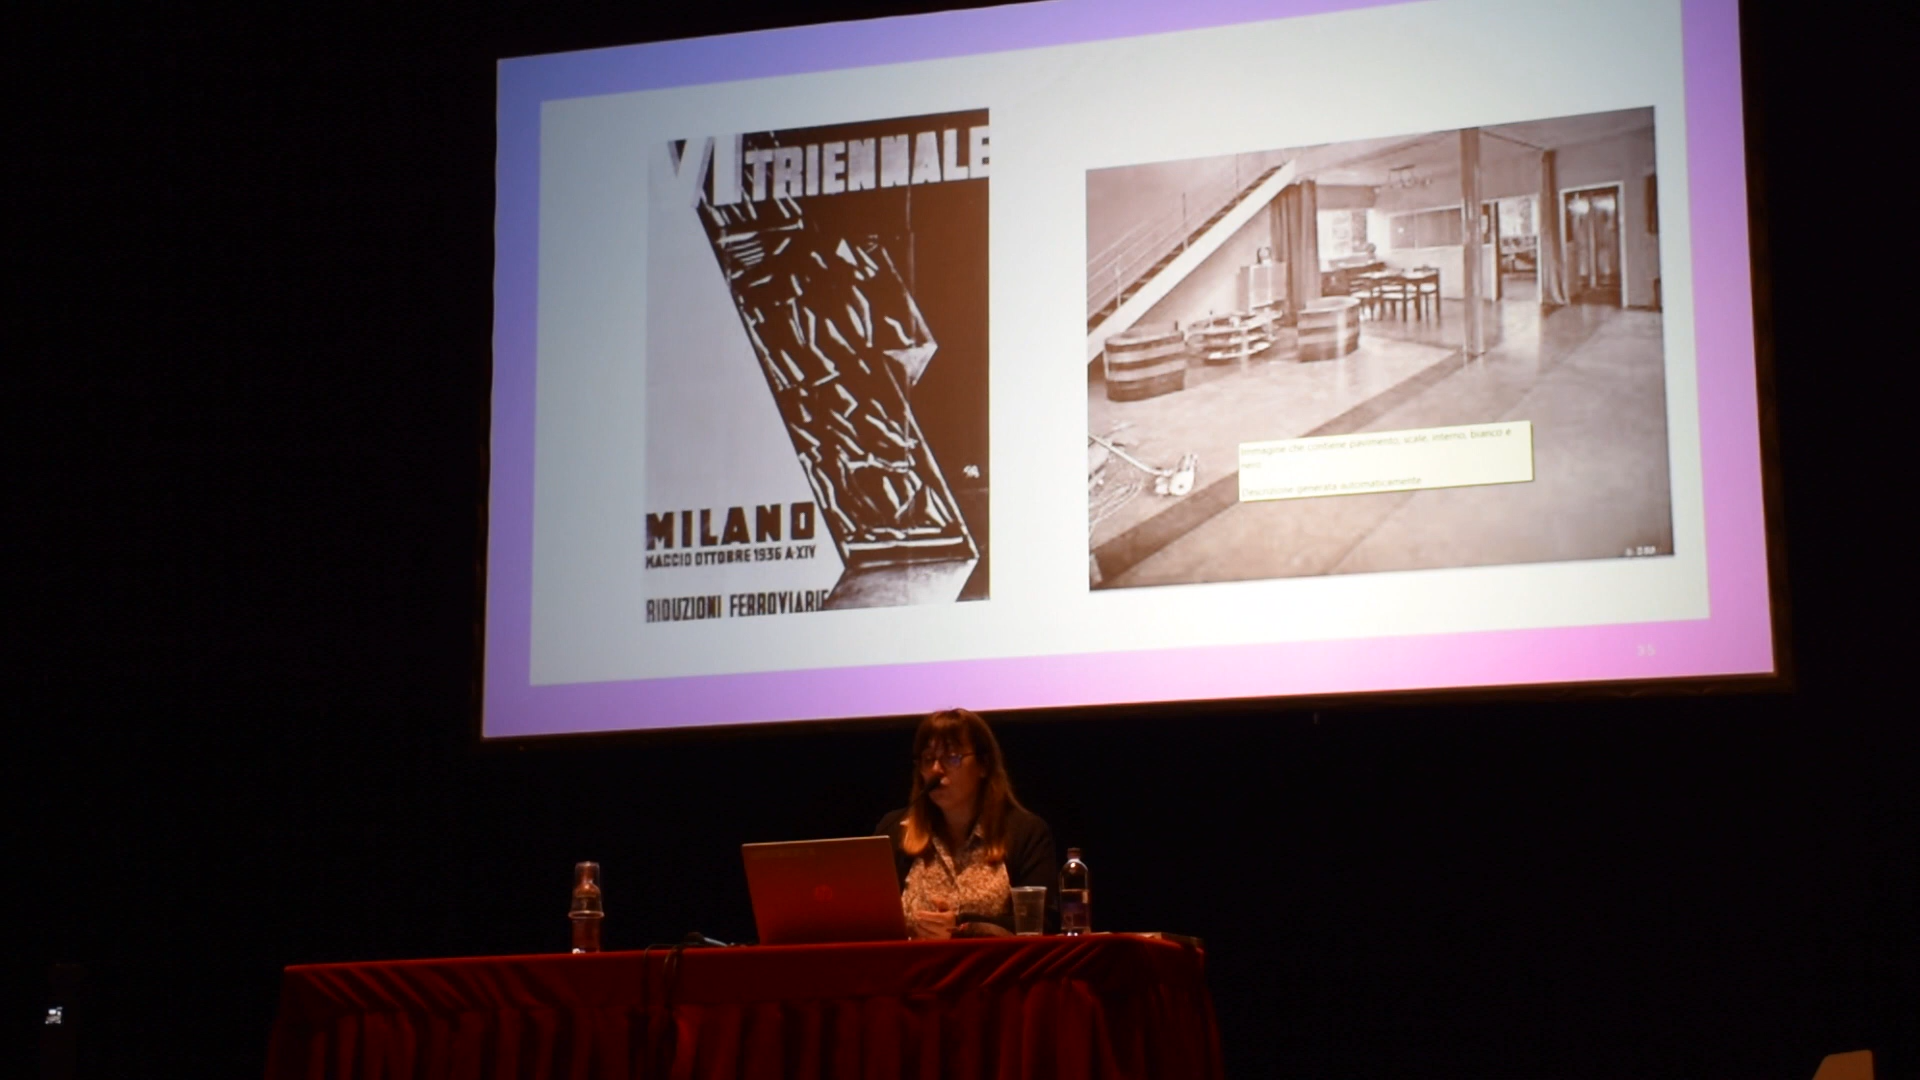 VI TRIENNALE
MILANO
MAGGIO OTTOBRE 1936 A·XIV
RIDUZIONI FERROVIARIE
Immagine che contiene pavimento, scale, interno, bianco e
nero
Descrizione generata automaticamente
35